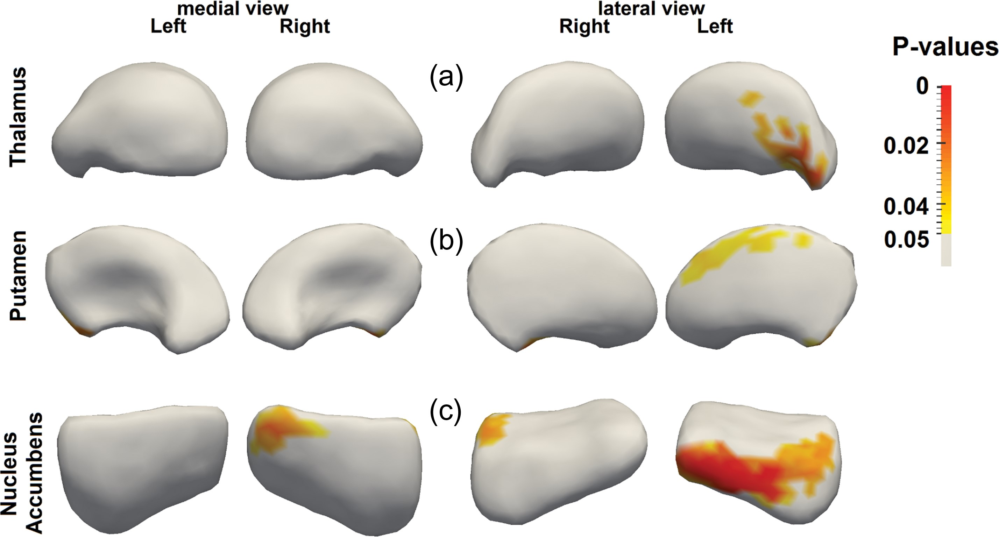 medial view
Left Right
lateral view
Right Left
P-values
0
0.02
0.04
0.05
(a)
Thalamus
(b)
Putamen
(c)
Nucleus
Accumbens